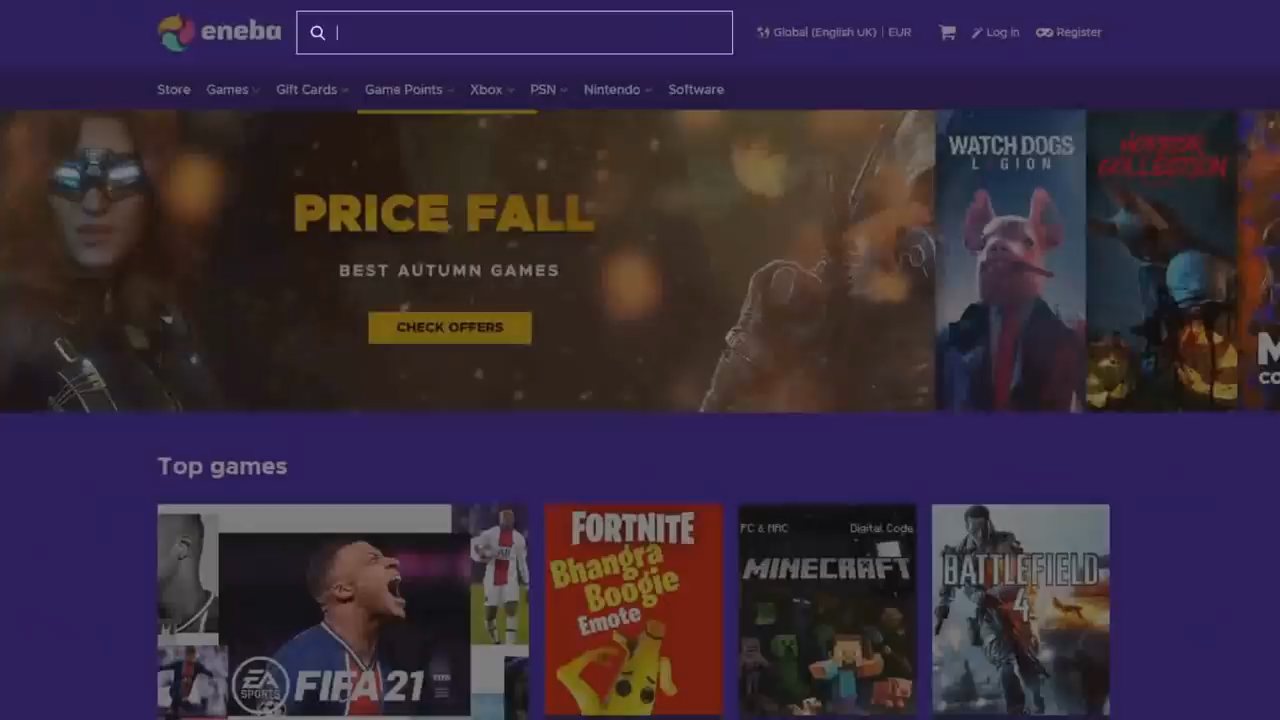 eneba
Global (English UK) | EUR
Log in
Register
Store
Games
Gift Cards
Game Points
Xbox
PSN
Nintendo
Software
PRICE FALL
BEST AUTUMN GAMES
CHECK OFFERS
WATCH DOGS
L GION
HORROR
COLLECTION
M
CO
Top games
EA
SPORTS
FIFA 21
FORTNITE
Bhangra
Boogie
Emote
PC & MAC
Digital Code
MINECRAFT
BATTLEFIELD
4